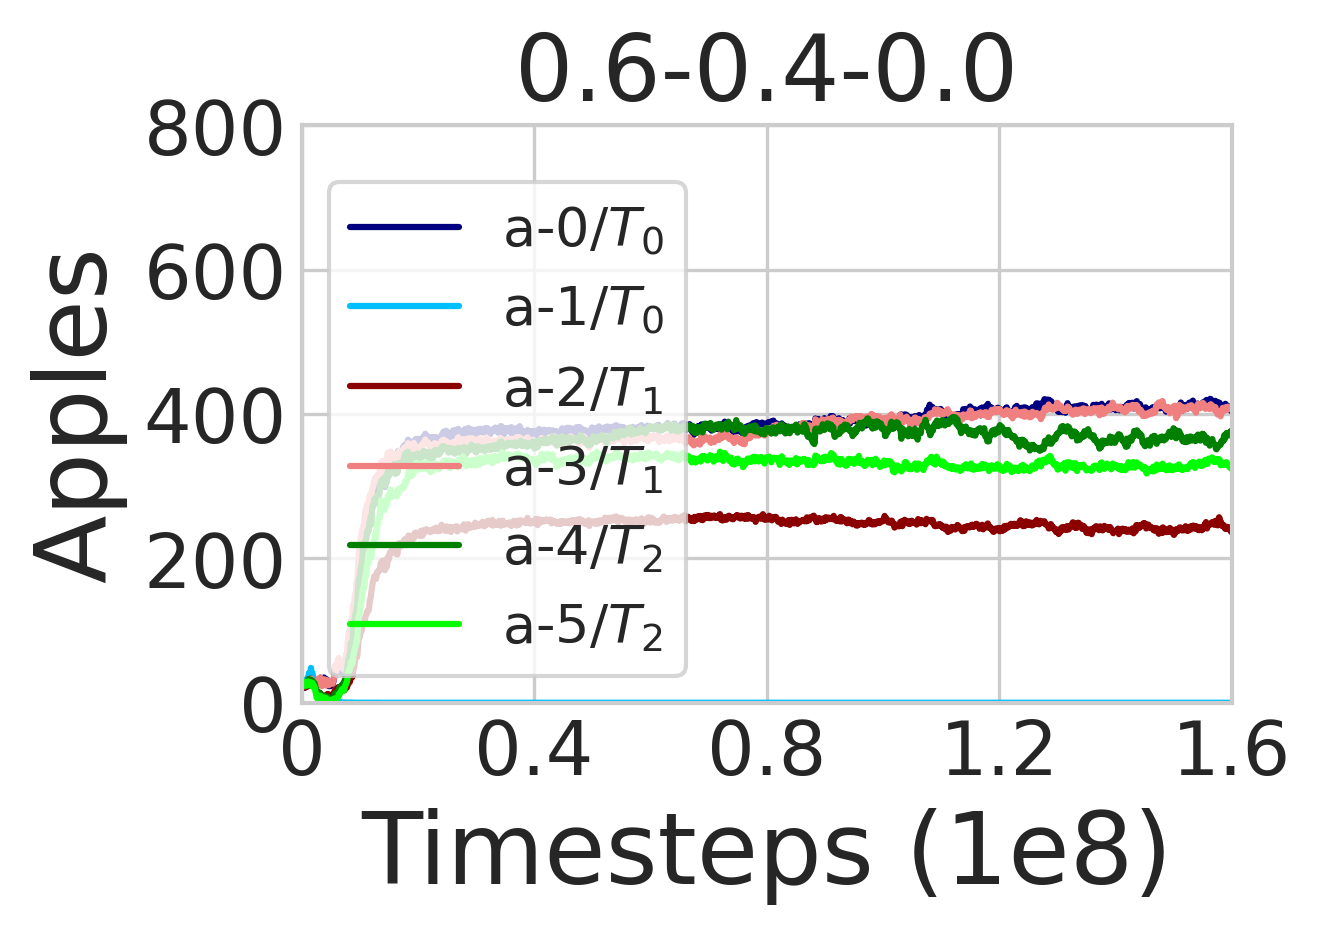 0.6-0.4-0.0
800
600
400
200
0
Apples
a-0/T₀
a-1/T₀
a-2/T₁
a-3/T₁
a-4/T₂
a-5/T₂
0 0.4 0.8 1.2 1.6
Timesteps (1e8)